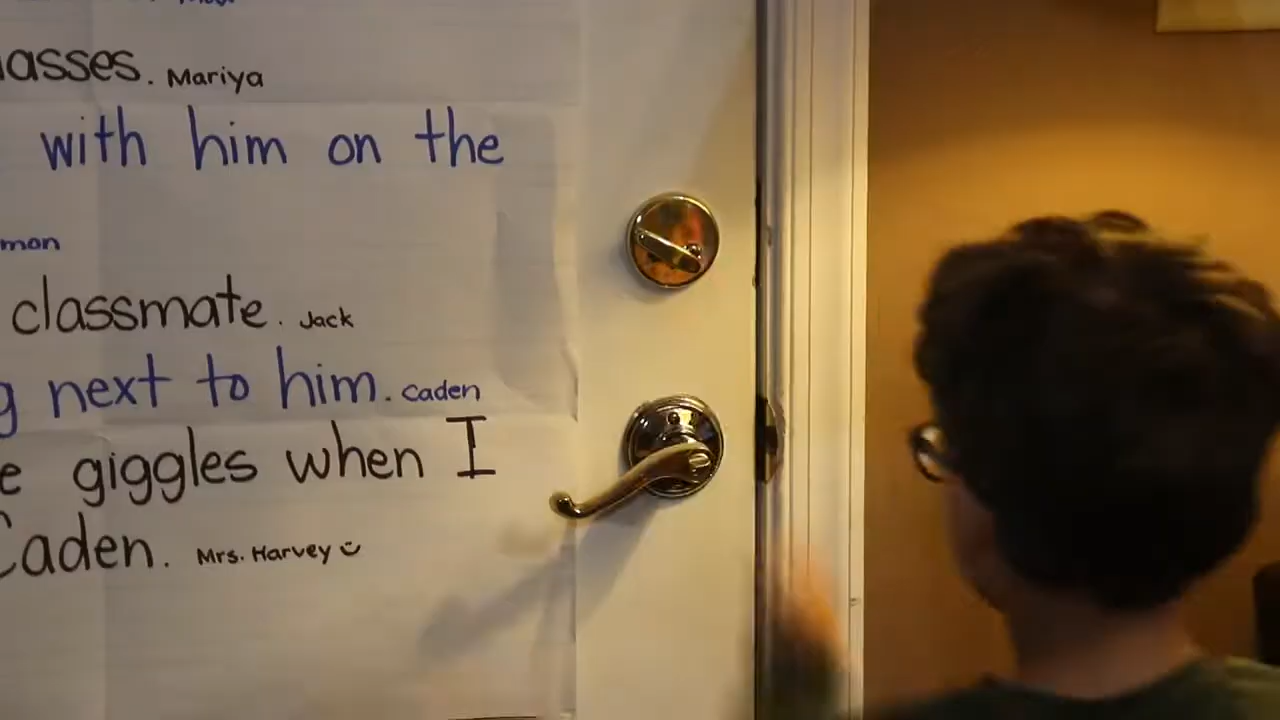 asses. Mariya
with him on the
mon
classmate. Jack
g next to him. Caden
e giggles when I
Caden. Mrs. Harvey